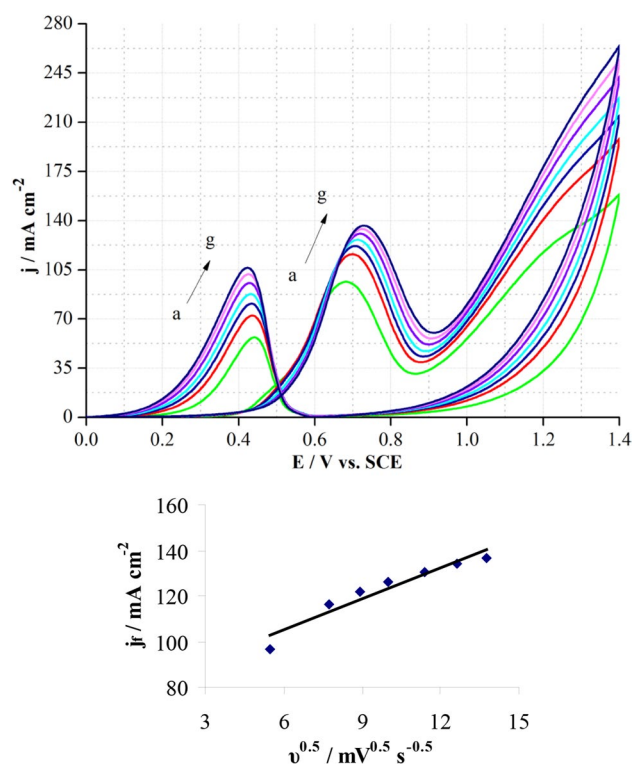 280
245
210
175
140
105
70
35
0
j / mA cm-2
g
a
g
a
0.0 0.2 0.4 0.6 0.8 1.0 1.2 1.4
E / V vs. SCE
160
140
120
100
80
jf / mA cm-2
3 6 9 12 15
υ0.5 / mV0.5 s-0.5